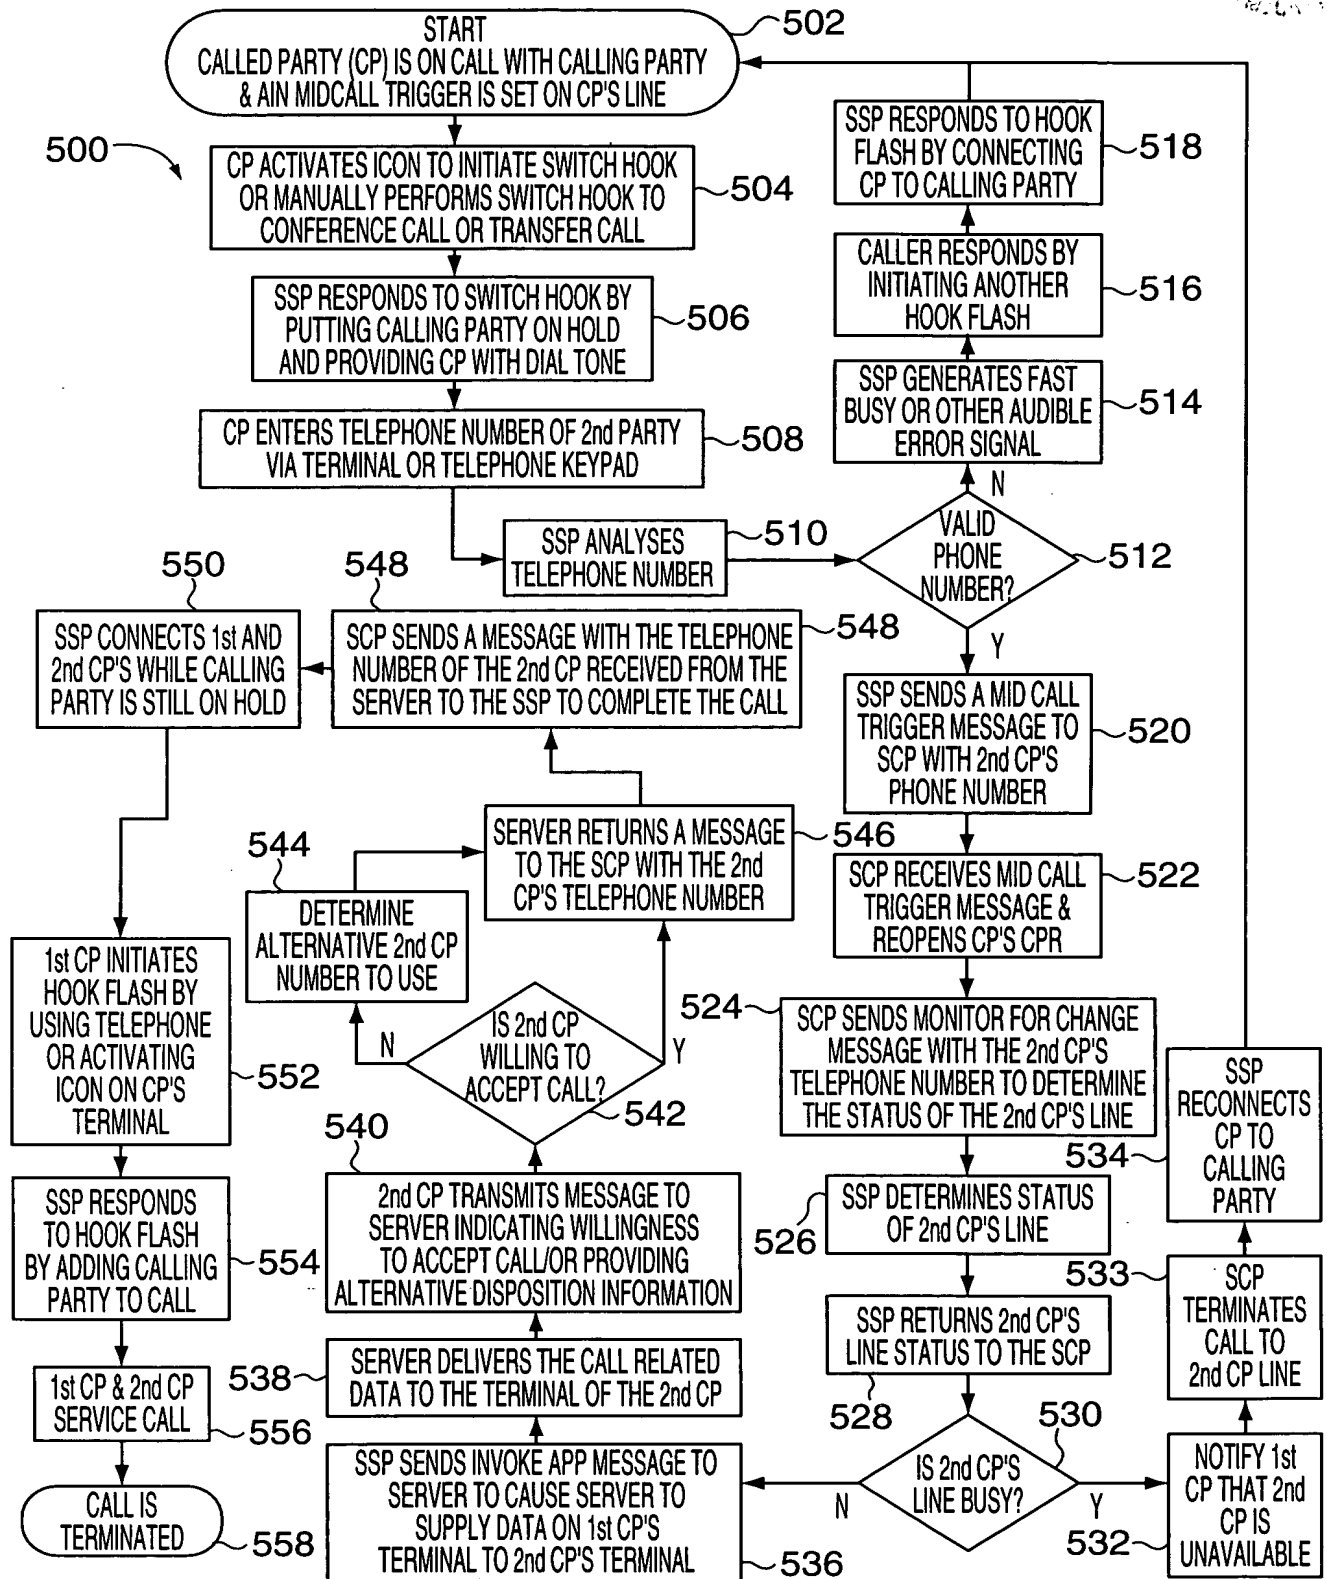 START
CALLED PARTY (CP) IS ON CALL WITH CALLING PARTY
& AIN MIDCALL TRIGGER IS SET ON CP'S LINE
502
500
CP ACTIVATES ICON TO INITIATE SWITCH HOOK
OR MANUALLY PERFORMS SWITCH HOOK TO
CONFERENCE CALL OR TRANSFER CALL
504
SSP RESPONDS TO SWITCH HOOK BY
PUTTING CALLING PARTY ON HOLD
AND PROVIDING CP WITH DIAL TONE
506
CP ENTERS TELEPHONE NUMBER OF 2nd PARTY
VIA TERMINAL OR TELEPHONE KEYPAD
508
SSP ANALYSES
TELEPHONE NUMBER
510
VALID
PHONE
NUMBER?
512
N
Y
SSP GENERATES FAST
BUSY OR OTHER AUDIBLE
ERROR SIGNAL
514
CALLER RESPONDS BY
INITIATING ANOTHER
HOOK FLASH
516
SSP RESPONDS TO HOOK
FLASH BY CONNECTING
CP TO CALLING PARTY
518
SSP SENDS A MID CALL
TRIGGER MESSAGE TO
SCP WITH 2nd CP'S
PHONE NUMBER
520
SCP RECEIVES MID CALL
TRIGGER MESSAGE &
REOPENS CP'S CPR
522
524
SCP SENDS MONITOR FOR CHANGE
MESSAGE WITH THE 2nd CP'S
TELEPHONE NUMBER TO DETERMINE
THE STATUS OF THE 2nd CP'S LINE
SSP DETERMINES STATUS
OF 2nd CP'S LINE
526
SSP RETURNS 2nd CP'S
LINE STATUS TO THE SCP
528
IS 2nd CP'S
LINE BUSY?
530
N
Y
NOTIFY 1st
CP THAT 2nd
CP IS
UNAVAILABLE
532
533
SCP
TERMINATES
CALL TO
2nd CP LINE
534
SSP
RECONNECTS
CP TO
CALLING
PARTY
SSP SENDS INVOKE APP MESSAGE TO
SERVER TO CAUSE SERVER TO
SUPPLY DATA ON 1st CP'S
TERMINAL TO 2nd CP'S TERMINAL
536
538
SERVER DELIVERS THE CALL RELATED
DATA TO THE TERMINAL OF THE 2nd CP
540
2nd CP TRANSMITS MESSAGE TO
SERVER INDICATING WILLINGNESS
TO ACCEPT CALL/OR PROVIDING
ALTERNATIVE DISPOSITION INFORMATION
IS 2nd CP
WILLING TO
ACCEPT CALL?
542
N
Y
544
DETERMINE
ALTERNATIVE 2nd CP
NUMBER TO USE
SERVER RETURNS A MESSAGE
TO THE SCP WITH THE 2nd
CP'S TELEPHONE NUMBER
546
548
SCP SENDS A MESSAGE WITH THE TELEPHONE
NUMBER OF THE 2nd CP RECEIVED FROM THE
SERVER TO THE SSP TO COMPLETE THE CALL
548
550
SSP CONNECTS 1st AND
2nd CP'S WHILE CALLING
PARTY IS STILL ON HOLD
1st CP INITIATES
HOOK FLASH BY
USING TELEPHONE
OR ACTIVATING
ICON ON CP'S
TERMINAL
552
SSP RESPONDS
TO HOOK FLASH
BY ADDING CALLING
PARTY TO CALL
554
1st CP & 2nd CP
SERVICE CALL
556
CALL IS
TERMINATED
558